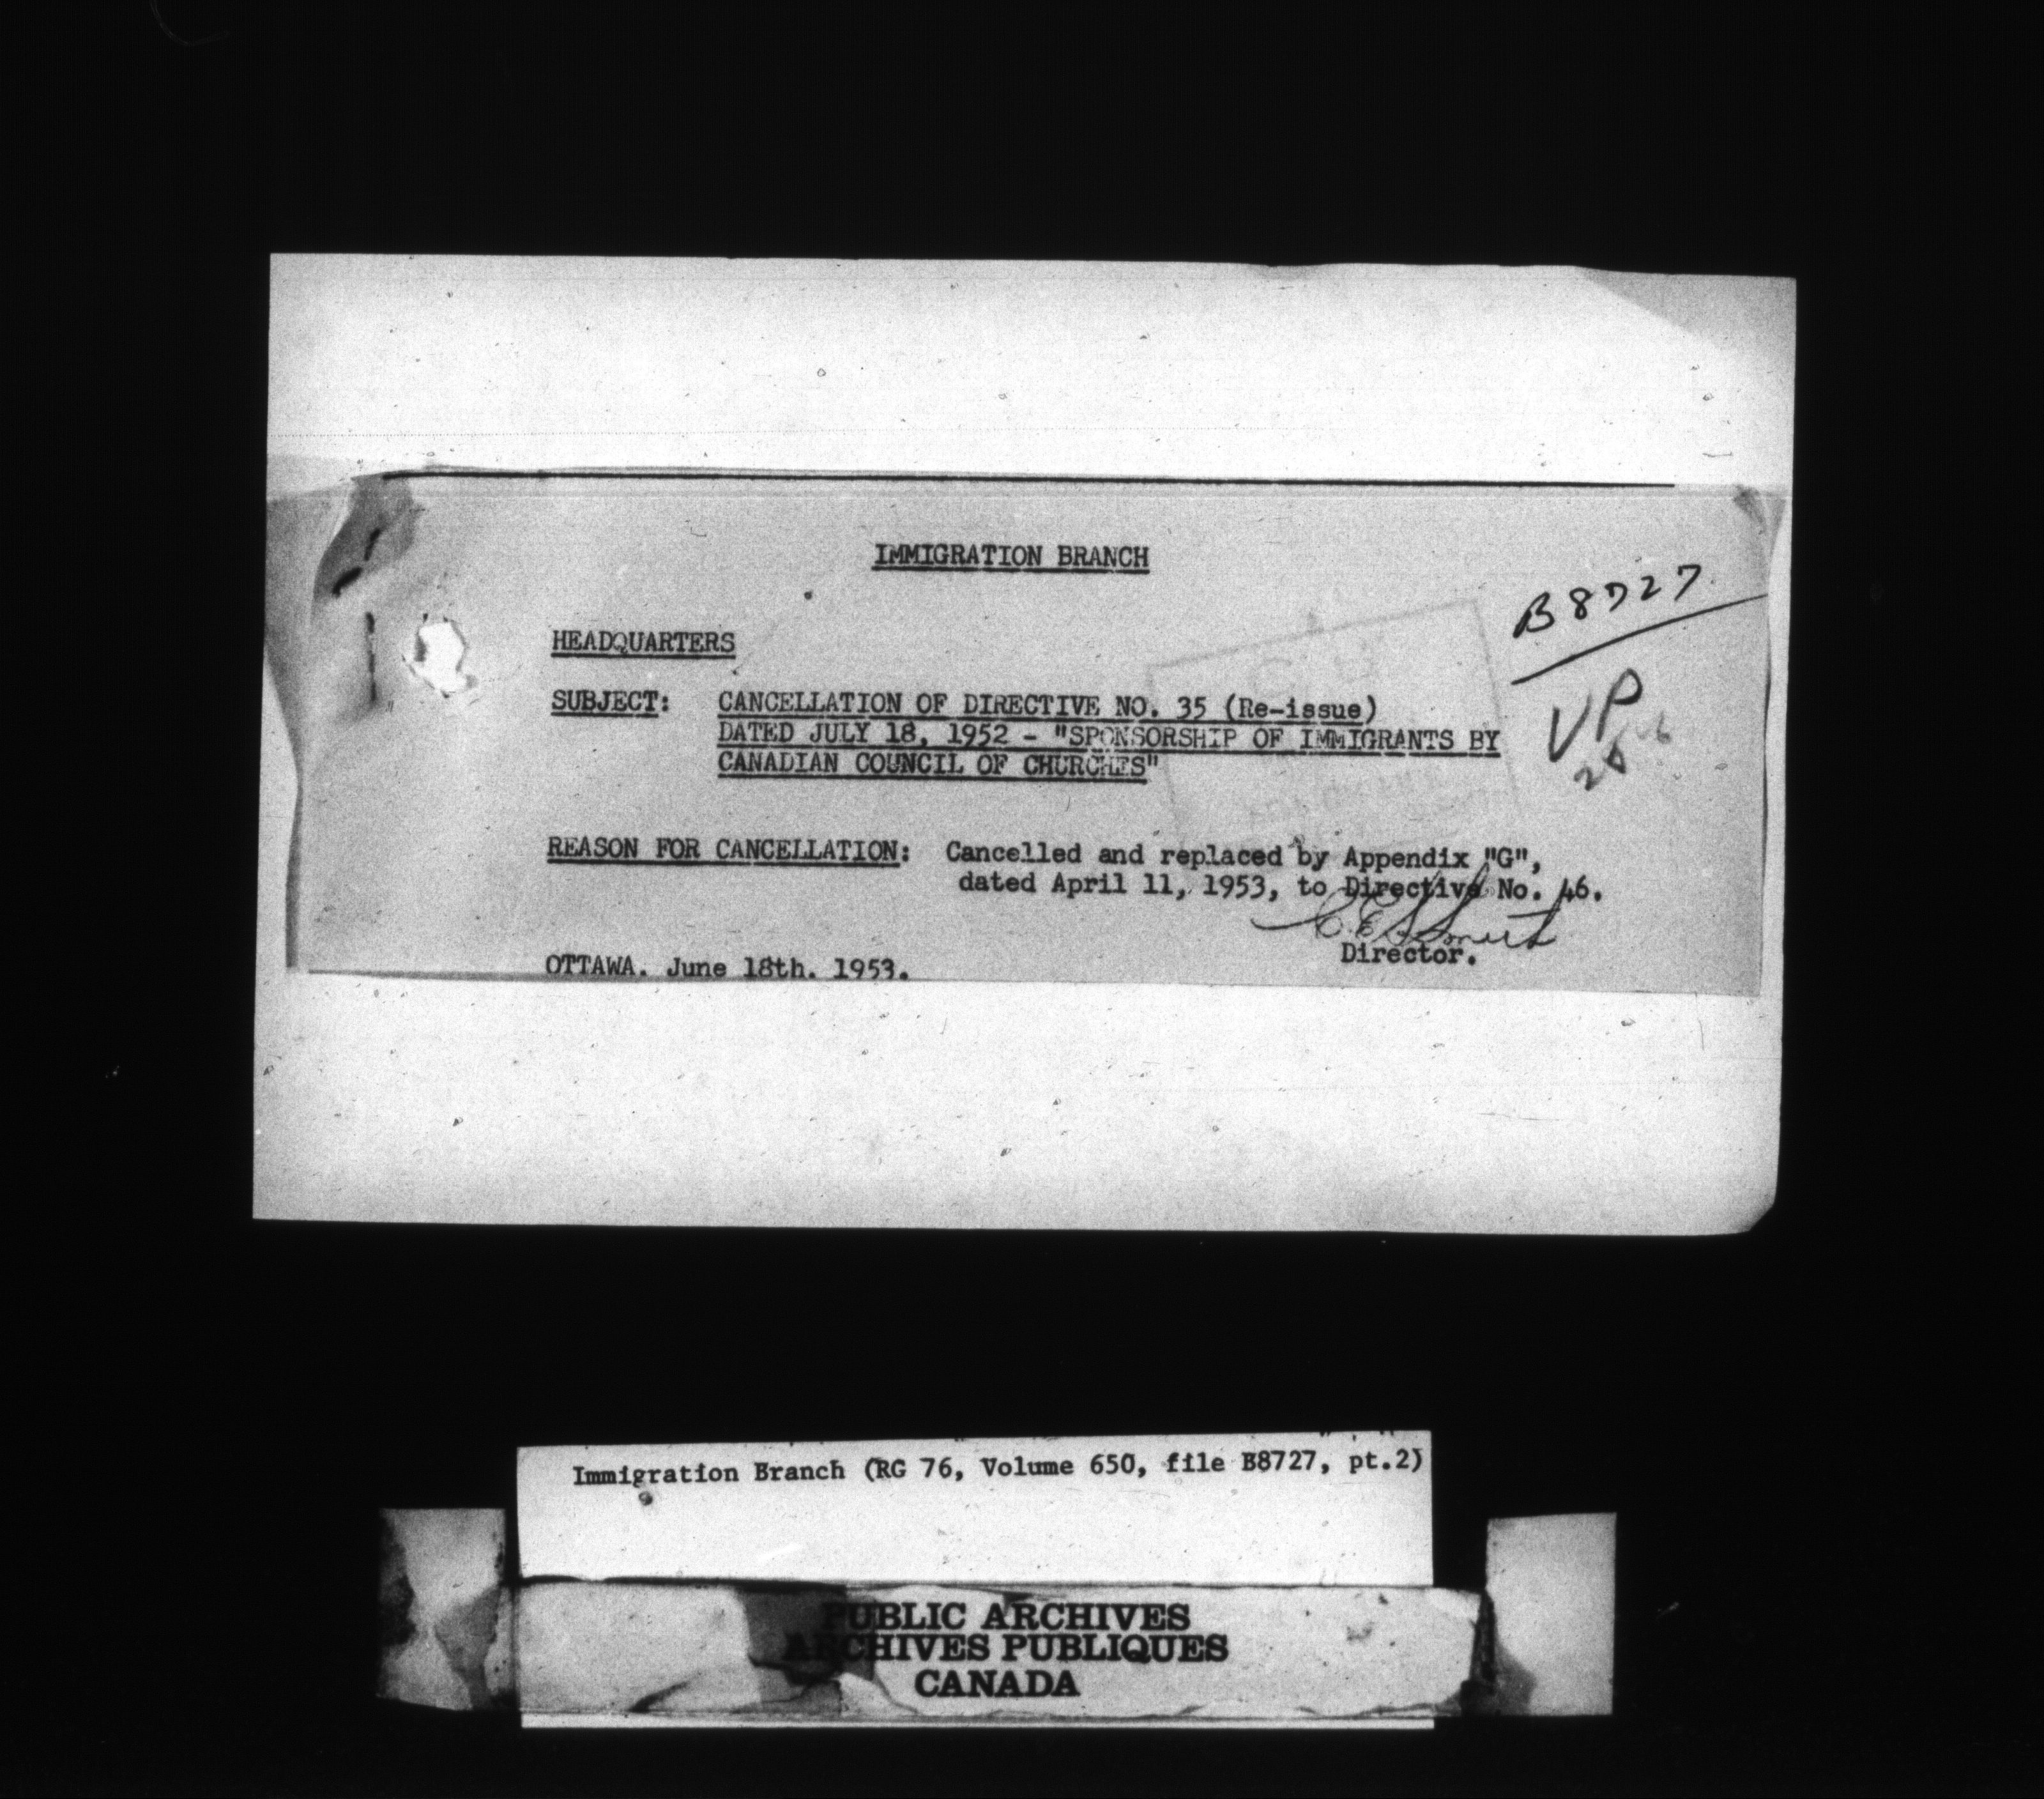 IMMIGRATION BRANCH
B8727
HEADQUARTERS
VP
SUBJECT: CANCELLATION OF DIRECTIVE NO. 35 (Re-issue)
DATED JULY 18, 1952 - "SPONSORSHIP OF IMMIGRANTS BY
CANADIAN COUNCIL OF CHURCHES"
REASON FOR CANCELLATION: Cancelled and replaced by Appendix "G",
dated April 11, 1953, to Directive No. 46.
Director.
OTTAWA. June 18th. 1953.
Immigration Branch (RG 76, Volume 650, file B8727, pt.2)
PUBLIC ARCHIVES
ARCHIVES PUBLIQUES
CANADA